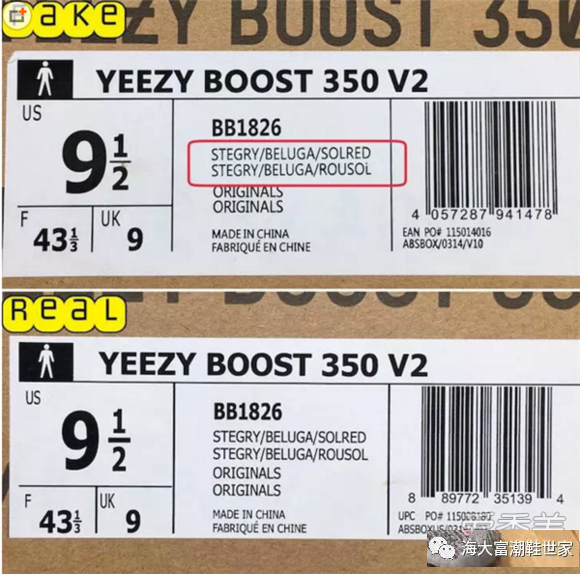 Fake
YEEZY BOOST 350
YEEZY BOOST 350 V2
US
9 1/2
BB1826
STEGRY/BELUGA/SOLRED
STEGRY/BELUGA/ROUSOL
ORIGINALS
ORIGINALS
F
43 1/3
UK
9
MADE IN CHINA
FABRIQUÉ EN CHINE
4 057287 941478
EAN PO# 115014016
ABSBOX/0314/V10
ReaL
YEEZY BOOST 350 V2
US
9 1/2
BB1826
STEGRY/BELUGA/SOLRED
STEGRY/BELUGA/ROUSOL
ORIGINALS
ORIGINALS
F
43 1/3
UK
9
MADE IN CHINA
FABRIQUÉ EN CHINE
8 89772 35139 4
UPC PO#
海大富潮鞋世家